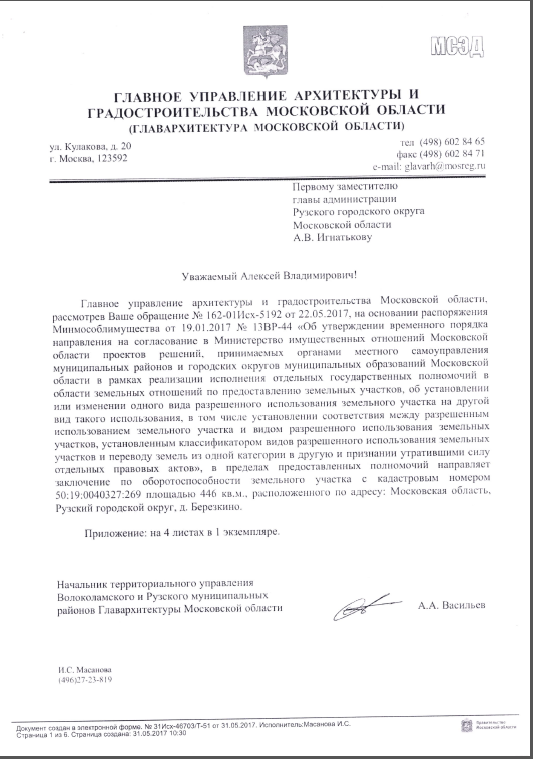 МСЭД
ГЛАВНОЕ УПРАВЛЕНИЕ АРХИТЕКТУРЫ И
ГРАДОСТРОИТЕЛЬСТВА МОСКОВСКОЙ ОБЛАСТИ
(ГЛАВАРХИТЕКТУРА МОСКОВСКОЙ ОБЛАСТИ)
ул. Кулакова, д. 20
г. Москва, 123592
тел (498) 602 84 65
факс (498) 602 84 71
e-mail: glavarh@mosreg.ru
Первому заместителю
главы администрации
Рузского городского округа
Московской области
А.В. Игнатькову
Уважаемый Алексей Владимирович!
Главное управление архитектуры и градостроительства Московской области,
рассмотрев Ваше обращение № 162-01Исх-5192 от 22.05.2017, на основании распоряжения
Минмособлимущества от 19.01.2017 № 13ВР-44 «Об утверждении временного порядка
направления на согласование в Министерство имущественных отношений Московской
области проектов решений, принимаемых органами местного самоуправления
муниципальных районов и городских округов муниципальных образований Московской
области в рамках реализации исполнения отдельных государственных полномочий в
области земельных отношений по предоставлению земельных участков, об установлении
или изменении одного вида разрешенного использования земельного участка на другой
вид такого использования, в том числе установлении соответствия между разрешенным
использованием земельного участка и видом разрешенного использования земельных
участков, установленным классификатором видов разрешенного использования земельных
участков и переводу земель из одной категории в другую и признании утратившими силу
отдельных правовых актов», в пределах предоставленных полномочий направляет
заключение по оборотоспособности земельного участка с кадастровым номером
50:19:0040327:269 площадью 446 кв.м., расположенного по адресу: Московская область,
Рузский городской округ, д. Березкино.
Приложение: на 4 листах в 1 экземпляре.
Начальник территориального управления
Волоколамского и Рузского муниципальных
районов Главархитектуры Московской области
А.А. Васильев
И.С. Масанова
(496)27-23-819
Документ создан в электронной форме. № 31Исх-46703/Т-51 от 31.05.2017. Исполнитель:Масанова И.С.
Страница 1 из 6. Страница создана: 31.05.2017 10:30
Правительство
Московской области